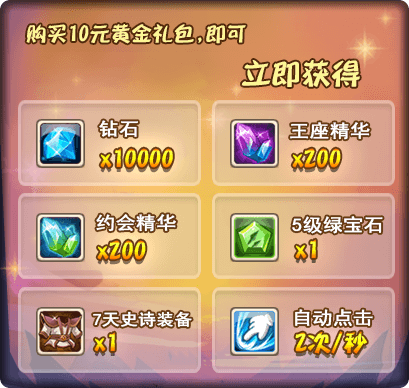 购买10元黄金礼包,即可
立即获得
钻石
x10000
王座精华
x200
约会精华
x200
5级绿宝石
x1
7天史诗装备
x1
自动点击
2次/秒